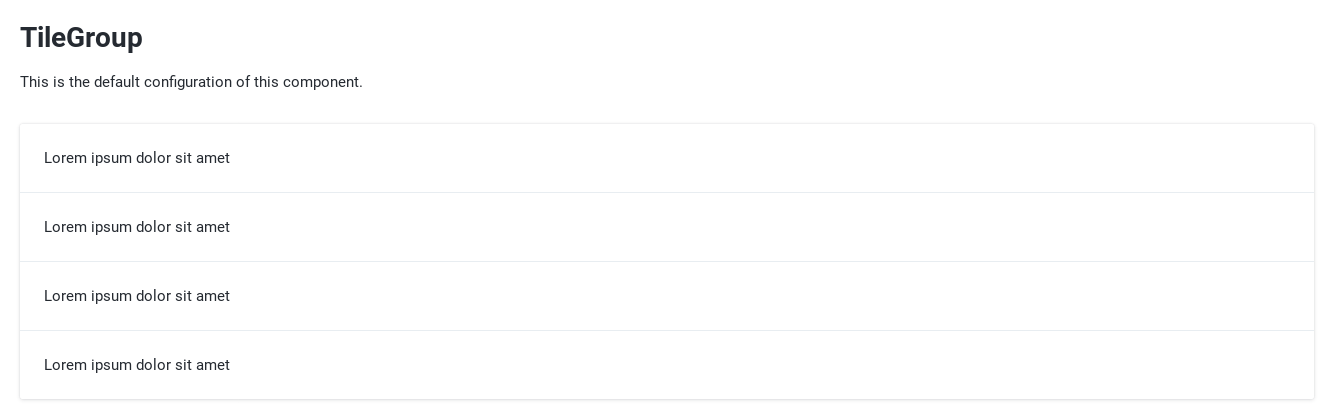 TileGroup
This is the default configuration of this component.
Lorem ipsum dolor sit amet
Lorem ipsum dolor sit amet
Lorem ipsum dolor sit amet
Lorem ipsum dolor sit amet